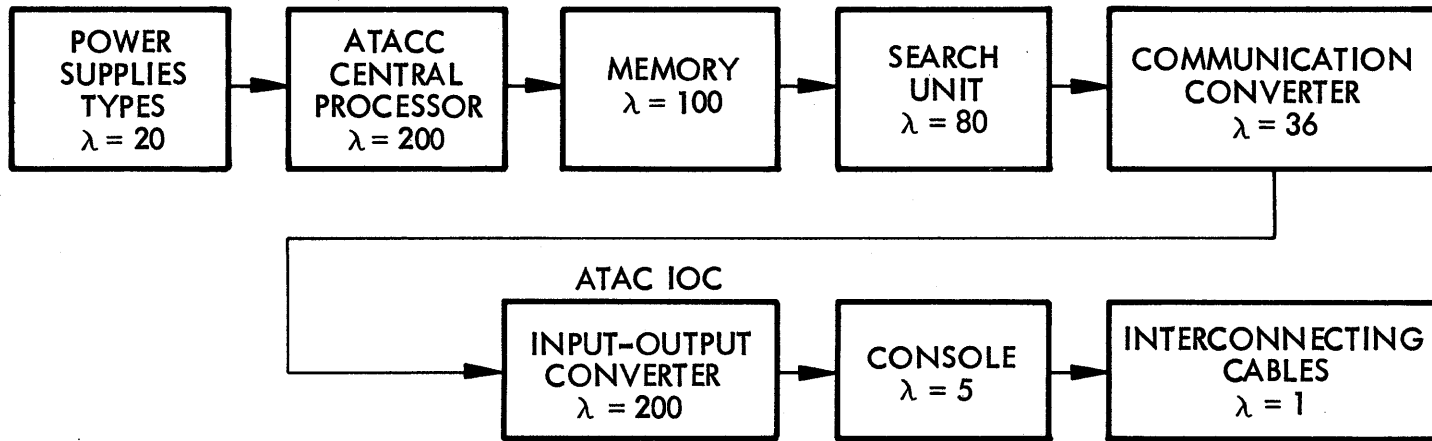 POWER
SUPPLIES
TYPES
λ = 20
ATACC
CENTRAL
PROCESSOR
λ = 200
MEMORY
λ = 100
SEARCH
UNIT
λ = 80
COMMUNICATION
CONVERTER
λ = 36
ATAC IOC
INPUT-OUTPUT
CONVERTER
λ = 200
CONSOLE
λ = 5
INTERCONNECTING
CABLES
λ = 1